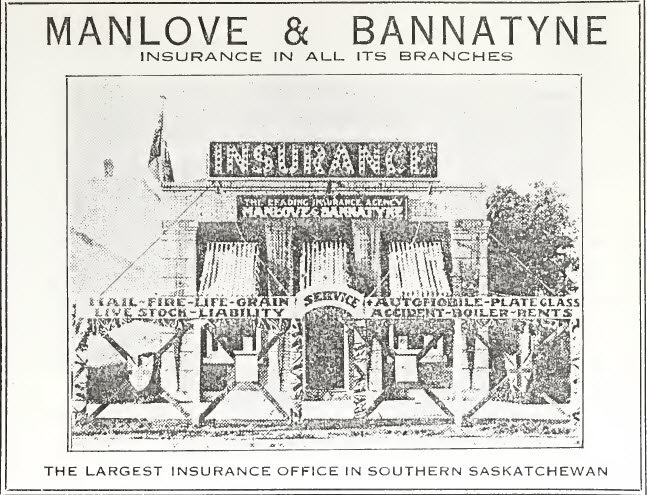 MANLOVE & BANNATYNE
INSURANCE IN ALL ITS BRANCHES
INSURANCE
THE LEADING INSURANCE AGENCY
MANLOVE & BANNATYNE
HAIL-FIRE-LIFE-GRAIN
LIVE STOCK-LIABILITY
SERVICE
AUTOMOBILE-PLATE GLASS
ACCIDENT-BOILER-RENTS
THE LARGEST INSURANCE OFFICE IN SOUTHERN SASKATCHEWAN